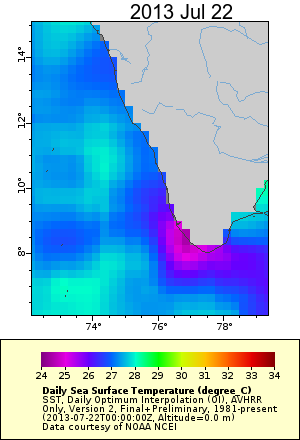 2013 Jul 22
14°
12°
10°
8°
74° 76° 78°
24 25 26 27 28 29 30 31 32 33 34
Daily Sea Surface Temperature (degree_C)
SST, Daily Optimum Interpolation (OI), AVHRR
Only, Version 2, Final+Preliminary, 1981-present
(2013-07-22T00:00:00Z, Altitude=0.0 m)
Data courtesy of NOAA NCEI